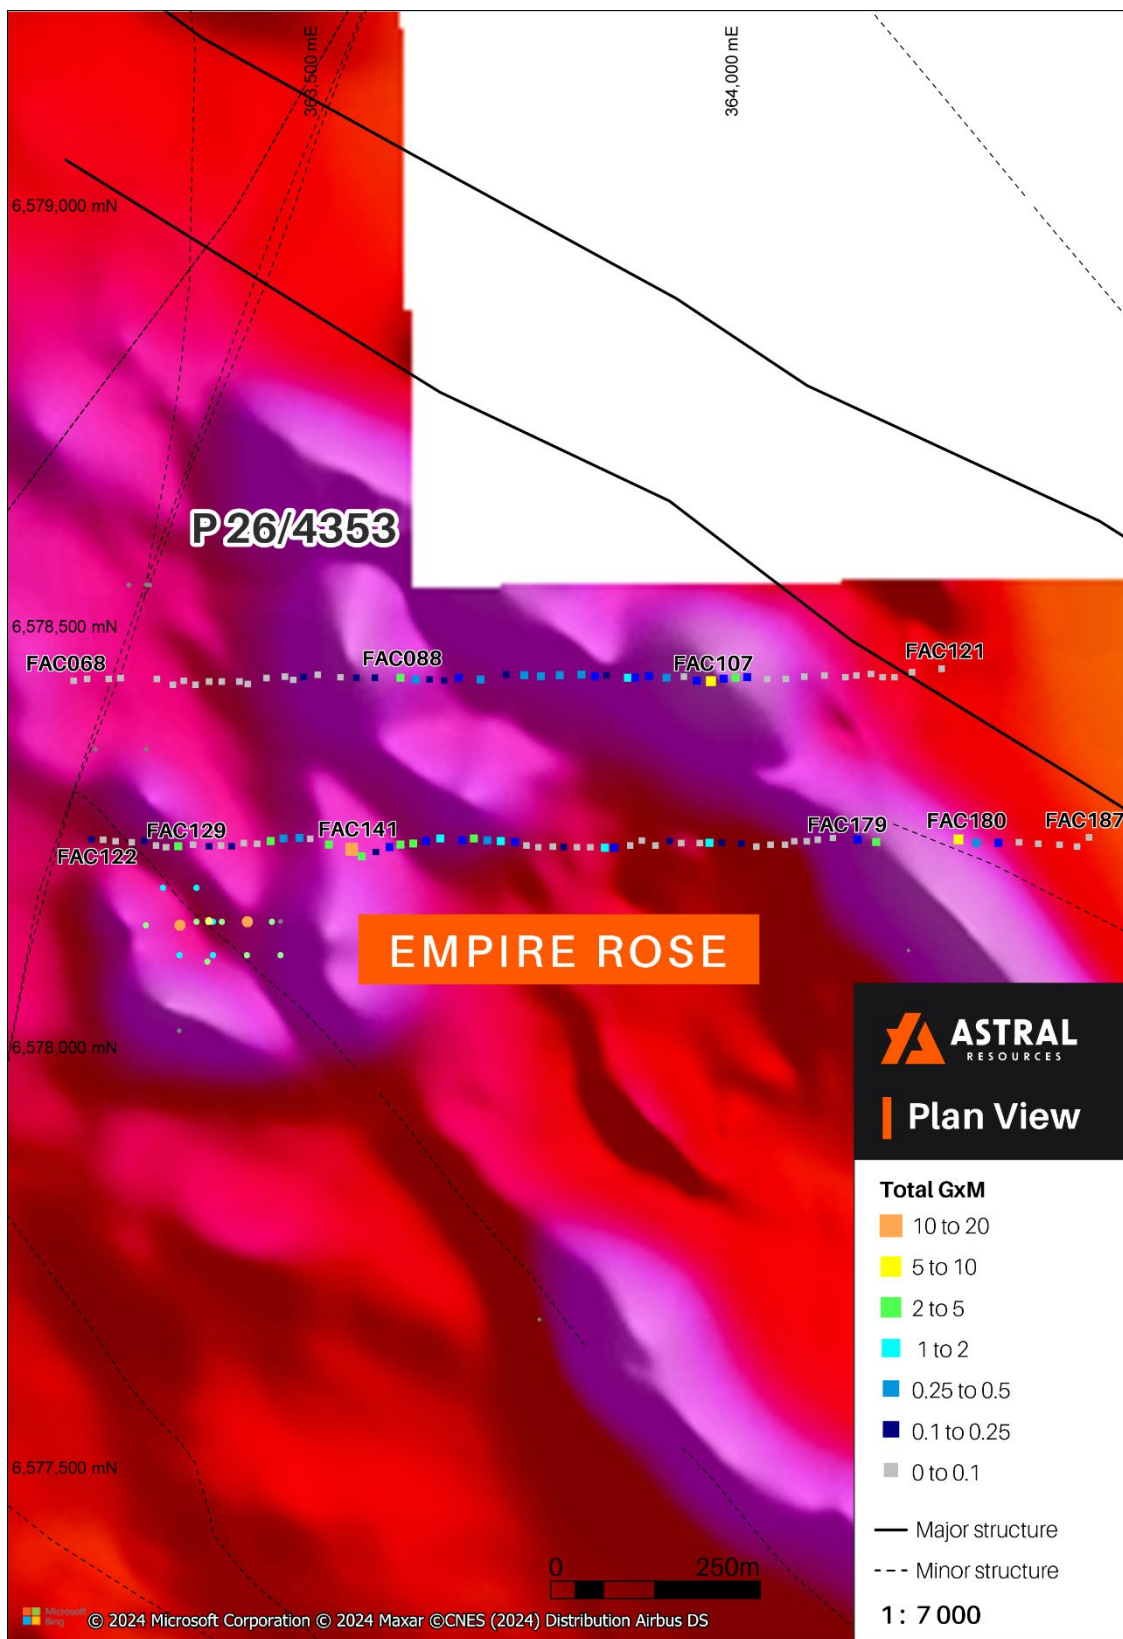 363,500 mE
364,000 mE
6,579,000 mN
P 26/4353
6,578,500 mN
FAC068
FAC088
FAC107
FAC121
FAC122
FAC129
FAC141
FAC179
FAC180
FAC187
EMPIRE ROSE
6,578,000 mN
ASTRAL
RESOURCES
Plan View
Total GxM
10 to 20
5 to 10
2 to 5
1 to 2
0.25 to 0.5
0.1 to 0.25
0 to 0.1
Major structure
Minor structure
1: 7 000
6,577,500 mN
0 250m
Microsoft
Bing
© 2024 Microsoft Corporation © 2024 Maxar ©CNES (2024) Distribution Airbus DS